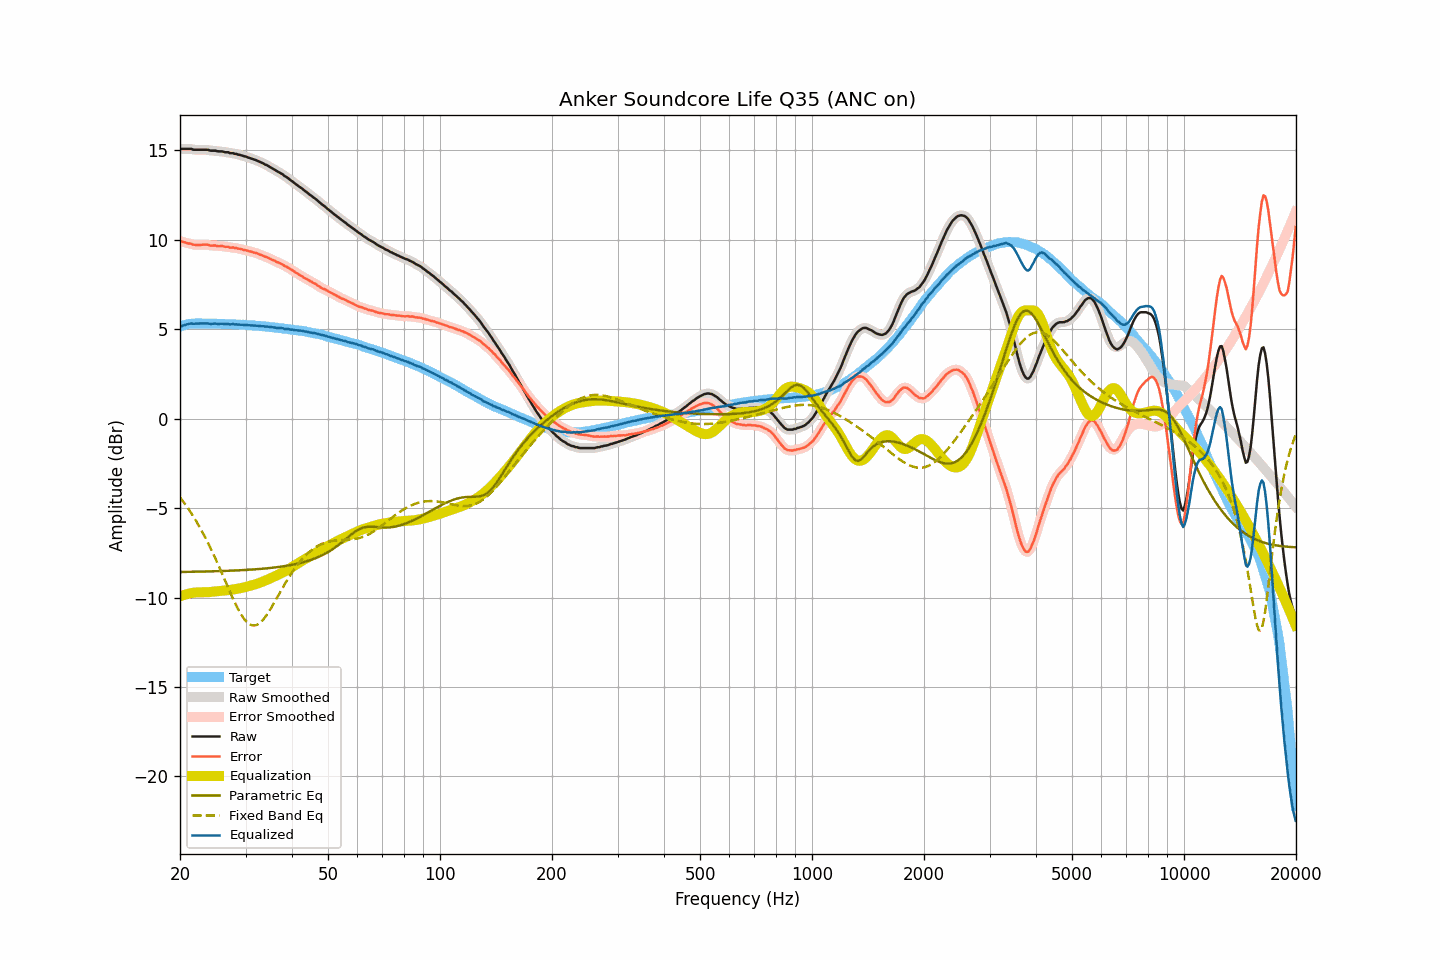 Anker Soundcore Life Q35 (ANC on)
Amplitude (dBr)
15
10
5
0
−5
−10
−15
−20
Target
Raw Smoothed
Error Smoothed
Raw
Error
Equalization
Parametric Eq
Fixed Band Eq
Equalized
20 50 100 200 500 1000 2000 5000 10000 20000
Frequency (Hz)